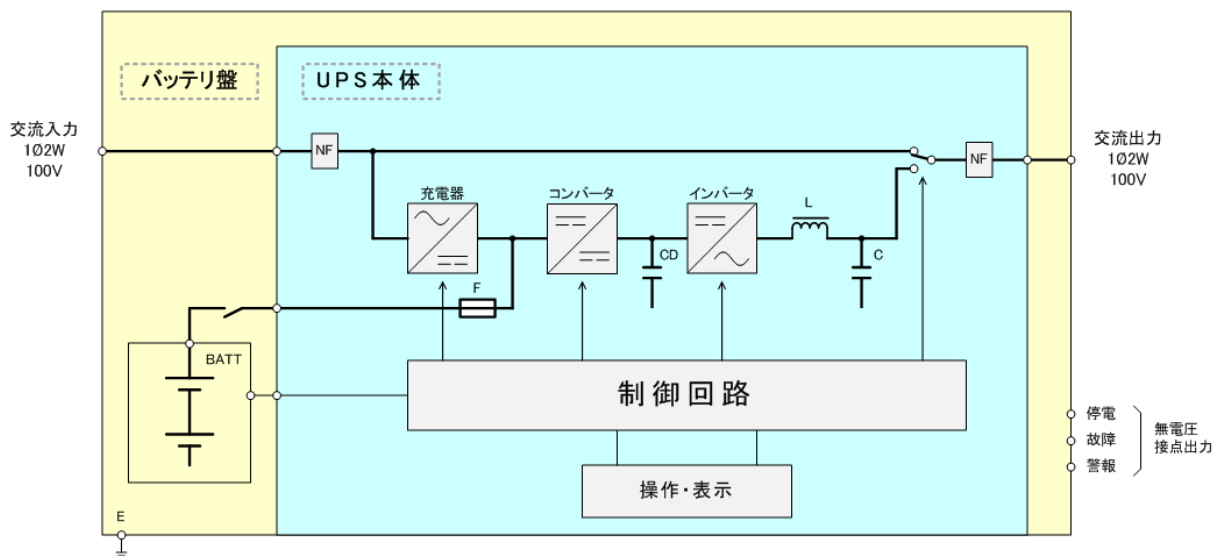 バッテリ盤
UPS本体
交流入力
1Ø2W
100V
NF
NF
交流出力
1Ø2W
100V
充電器
コンバータ
インバータ
L
CD
C
F
BATT
制御回路
操作・表示
停電
故障
警報
無電圧
接点出力
E